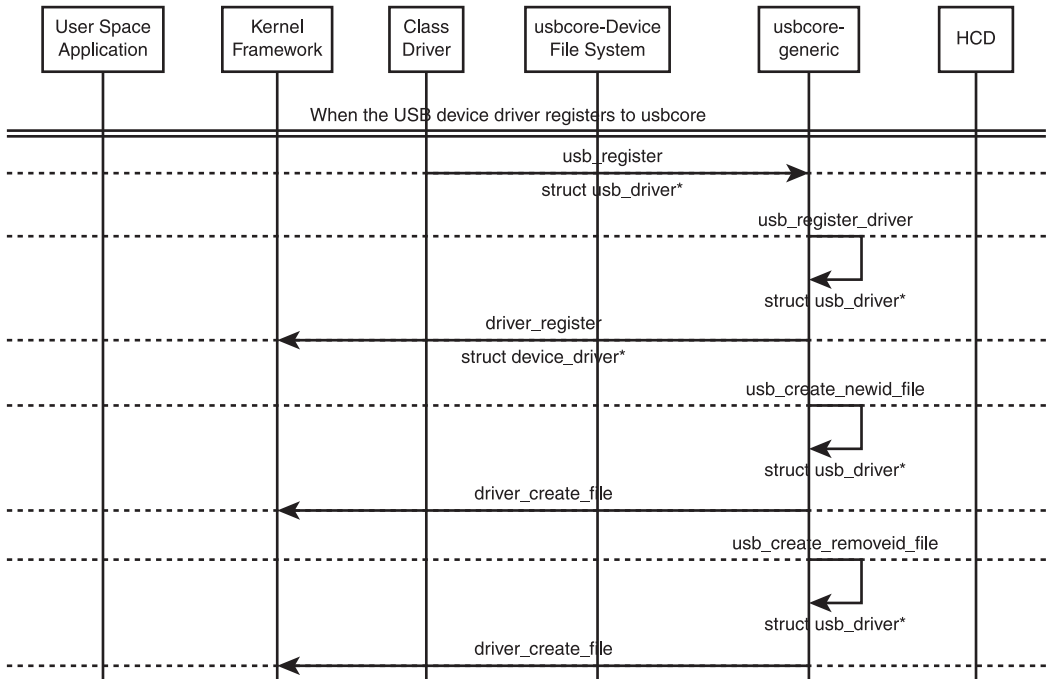 User Space
Application
Kernel
Framework
Class
Driver
usbcore-Device
File System
usbcore-
generic
HCD
When the USB device driver registers to usbcore
usb_register
struct usb_driver*
usb_register_driver
struct usb_driver*
driver_register
struct device_driver*
usb_create_newid_file
struct usb_driver*
driver_create_file
usb_create_removeid_file
struct usb_driver*
driver_create_file